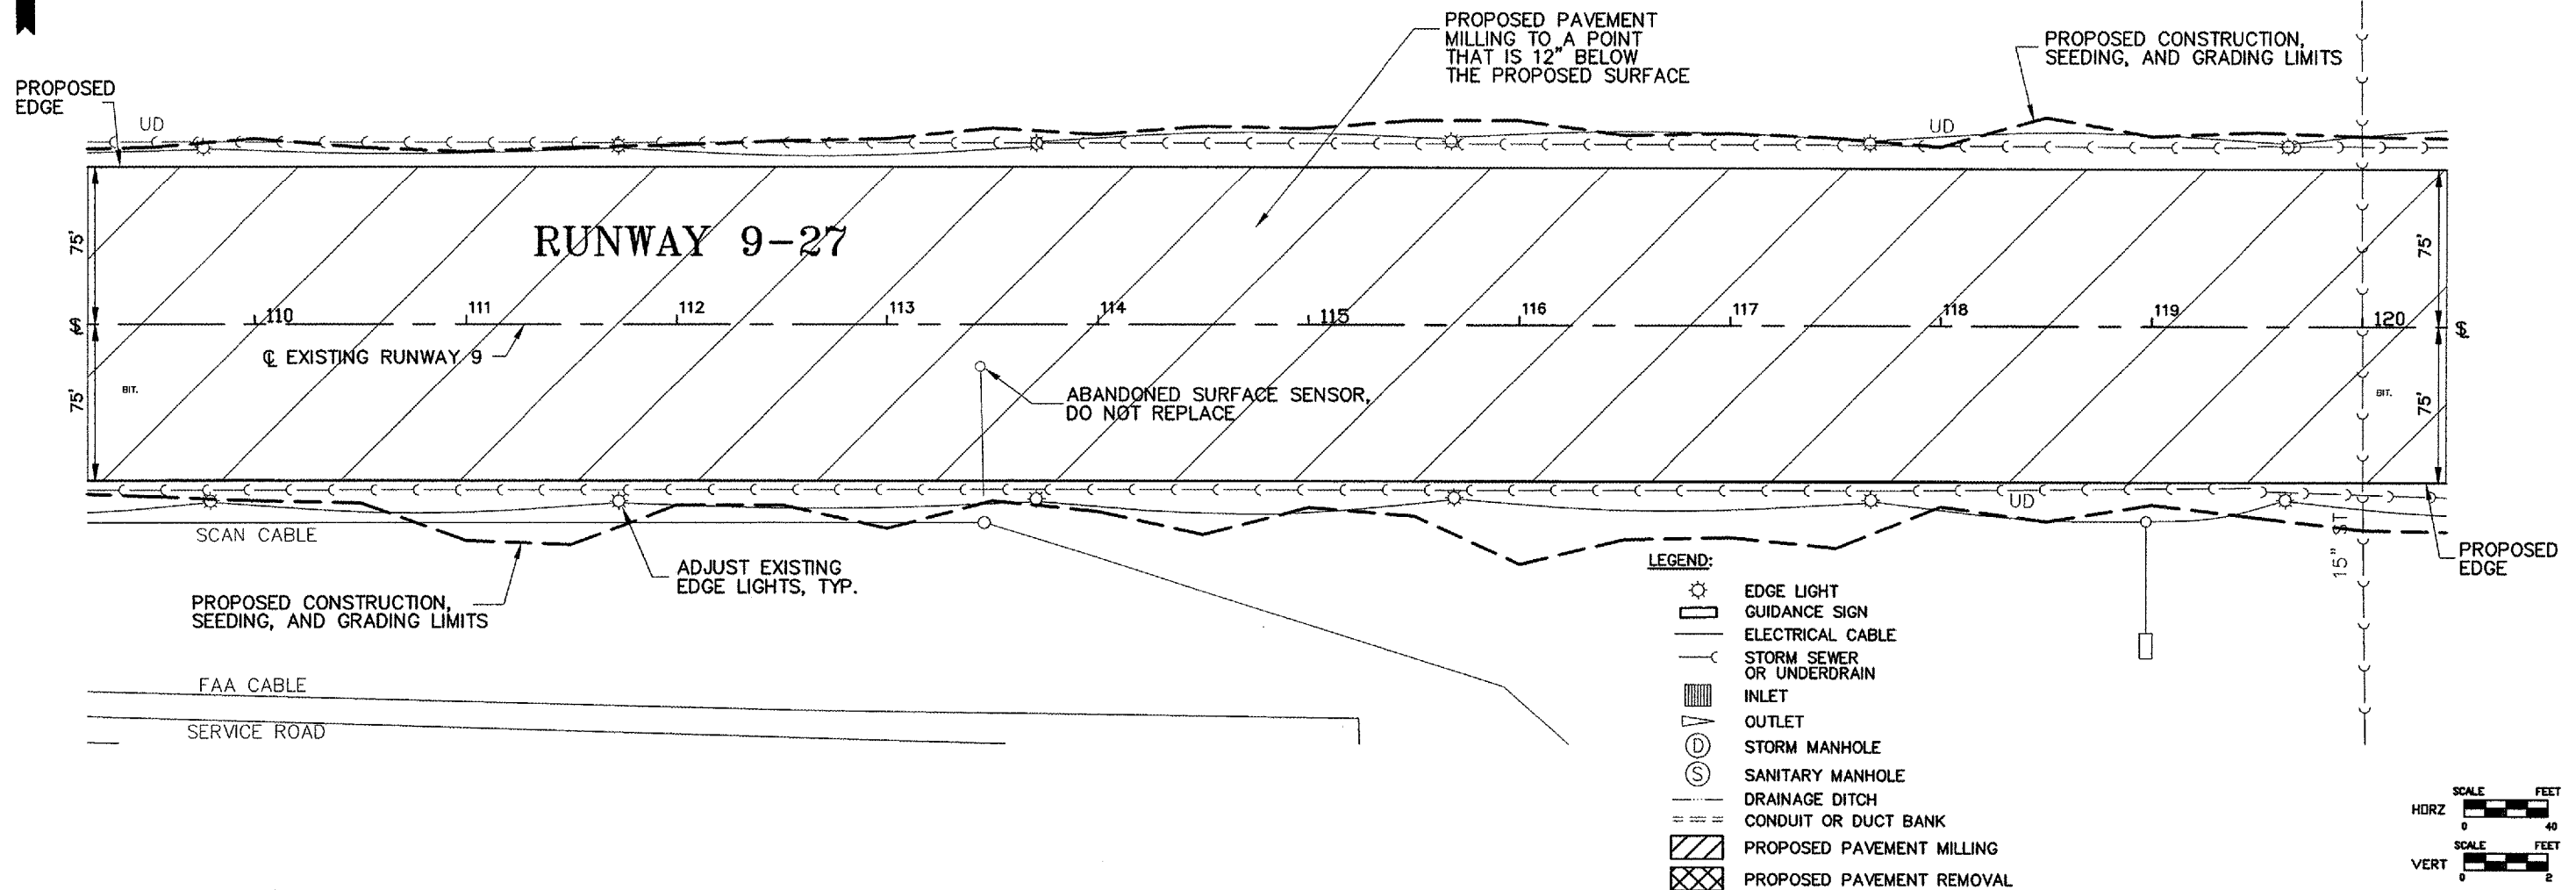 PROPOSED PAVEMENT
MILLING TO A POINT
THAT IS 12" BELOW
THE PROPOSED SURFACE
PROPOSED CONSTRUCTION,
SEEDING, AND GRADING LIMITS
PROPOSED
EDGE
UD
UD
75'
RUNWAY 9-27
75'
110
111
112
113
114
115
116
117
118
119
120
℄
℄
℄ EXISTING RUNWAY 9
BIT.
75'
ABANDONED SURFACE SENSOR,
DO NOT REPLACE
BIT.
75'
UD
SCAN CABLE
15" ST
ADJUST EXISTING
EDGE LIGHTS, TYP.
PROPOSED
EDGE
PROPOSED CONSTRUCTION,
SEEDING, AND GRADING LIMITS
FAA CABLE
SERVICE ROAD
LEGEND:
EDGE LIGHT
GUIDANCE SIGN
ELECTRICAL CABLE
STORM SEWER
OR UNDERDRAIN
INLET
OUTLET
D STORM MANHOLE
S SANITARY MANHOLE
DRAINAGE DITCH
CONDUIT OR DUCT BANK
PROPOSED PAVEMENT MILLING
PROPOSED PAVEMENT REMOVAL
SCALE FEET
HORZ
0 40
SCALE FEET
VERT
0 2